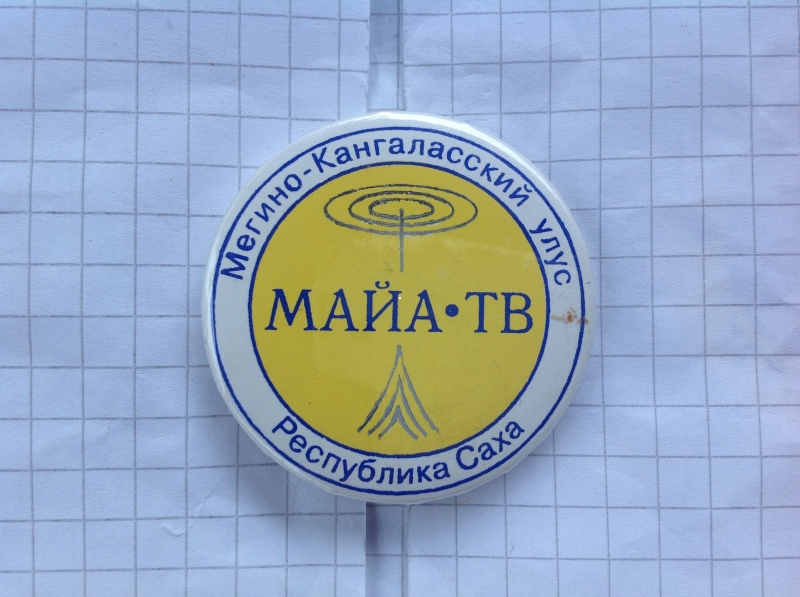 Мегино-Кангаласский улус
МАЙА•ТВ
Республика Саха